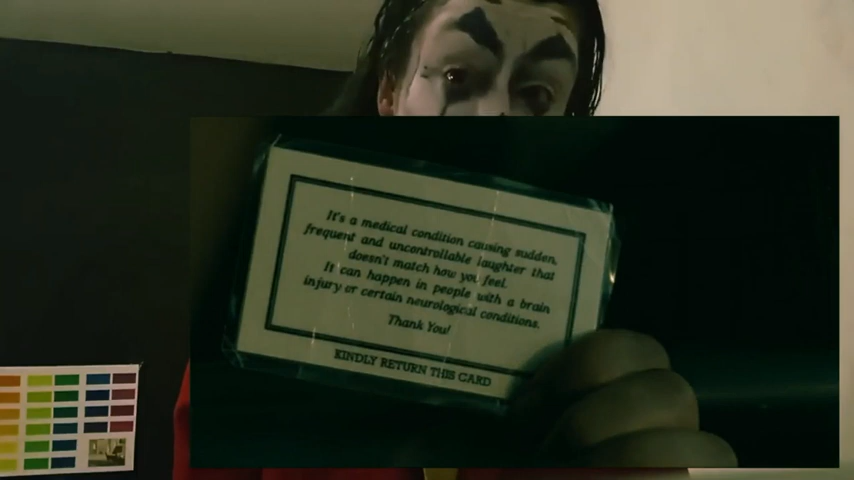 It's a medical condition causing sudden,
frequent and uncontrollable laughter that
doesn't match how you feel.
It can happen in people with a brain
injury or certain neurological conditions.
Thank You!
KINDLY RETURN THIS CARD